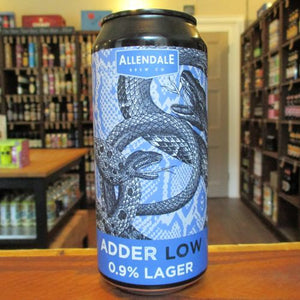 ALLENDALE
BREW CO
ADDER LOW
0.9% LAGER